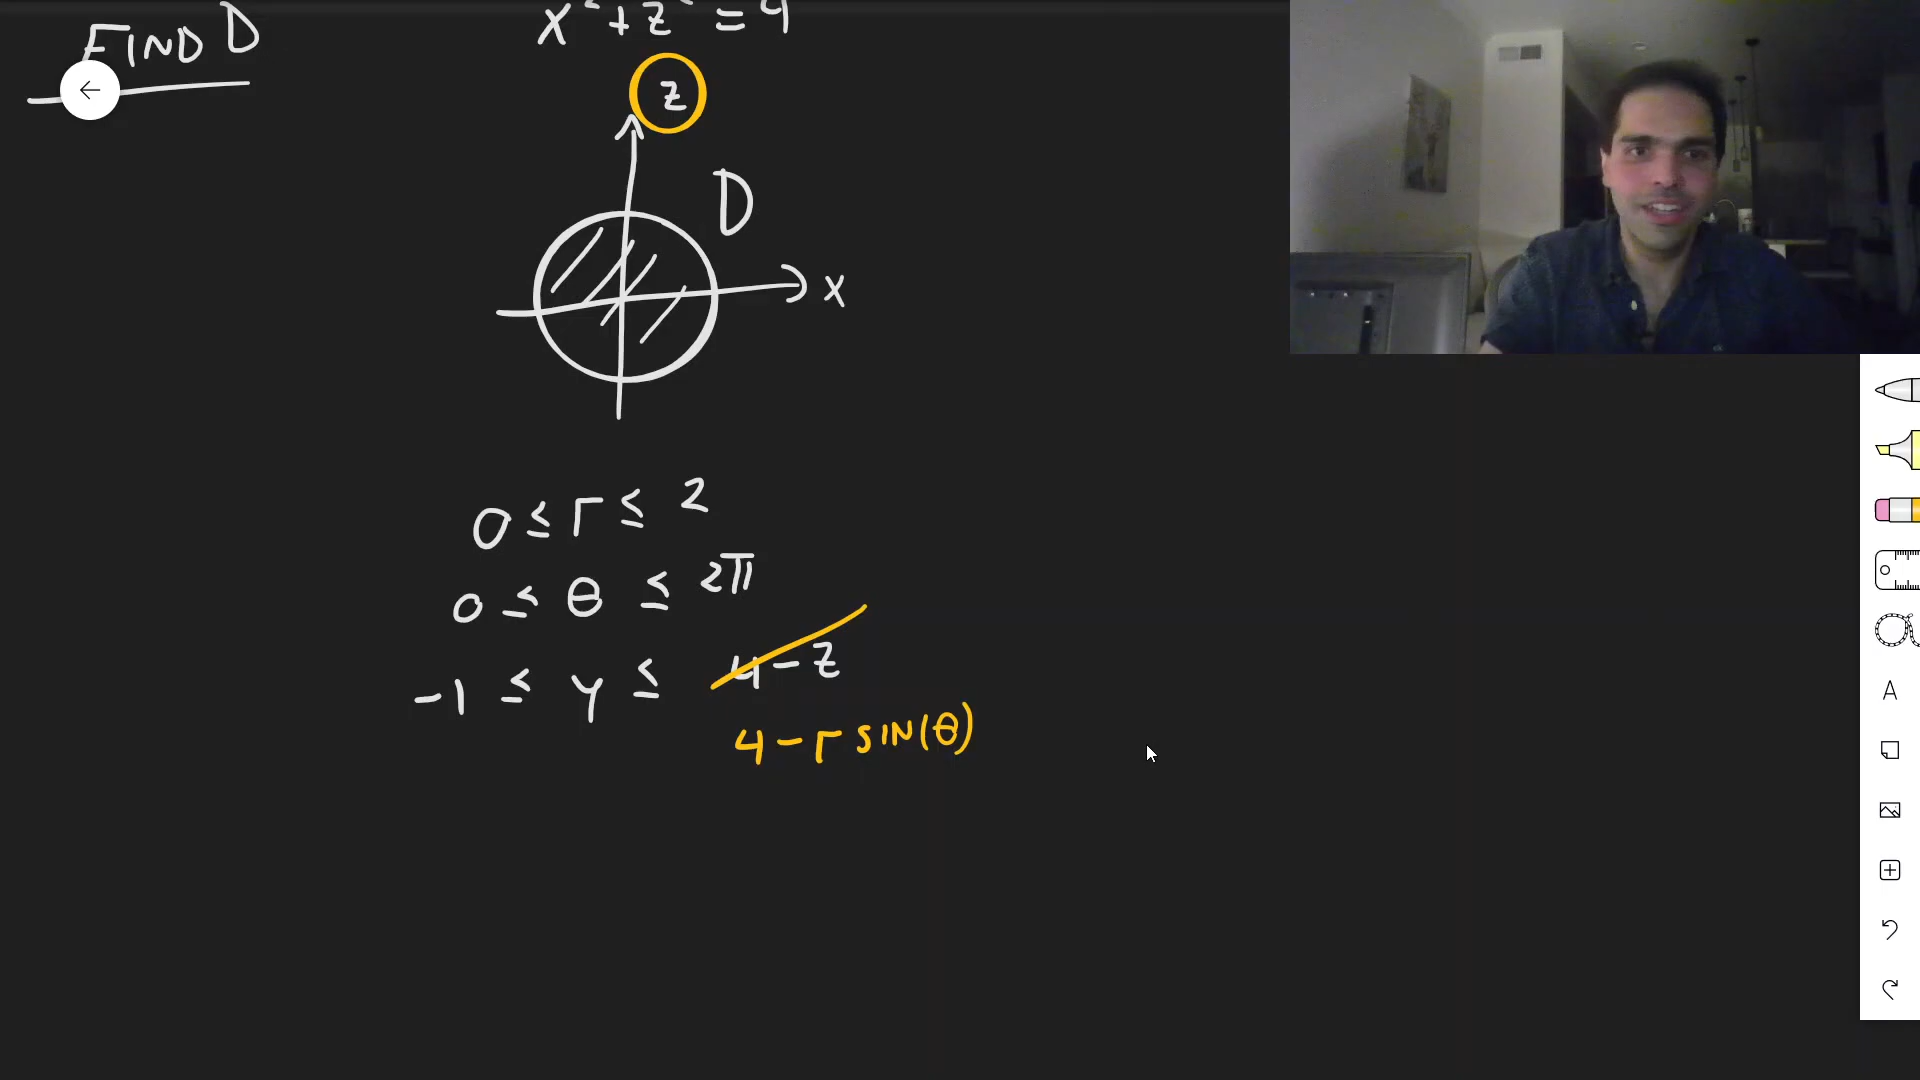 FIND D
x² + z² = 4
z
D
x
0 ≤ r ≤ 2
0 ≤ θ ≤ 2π
-1 ≤ y ≤ 4 - z
4 - r SIN(θ)
A